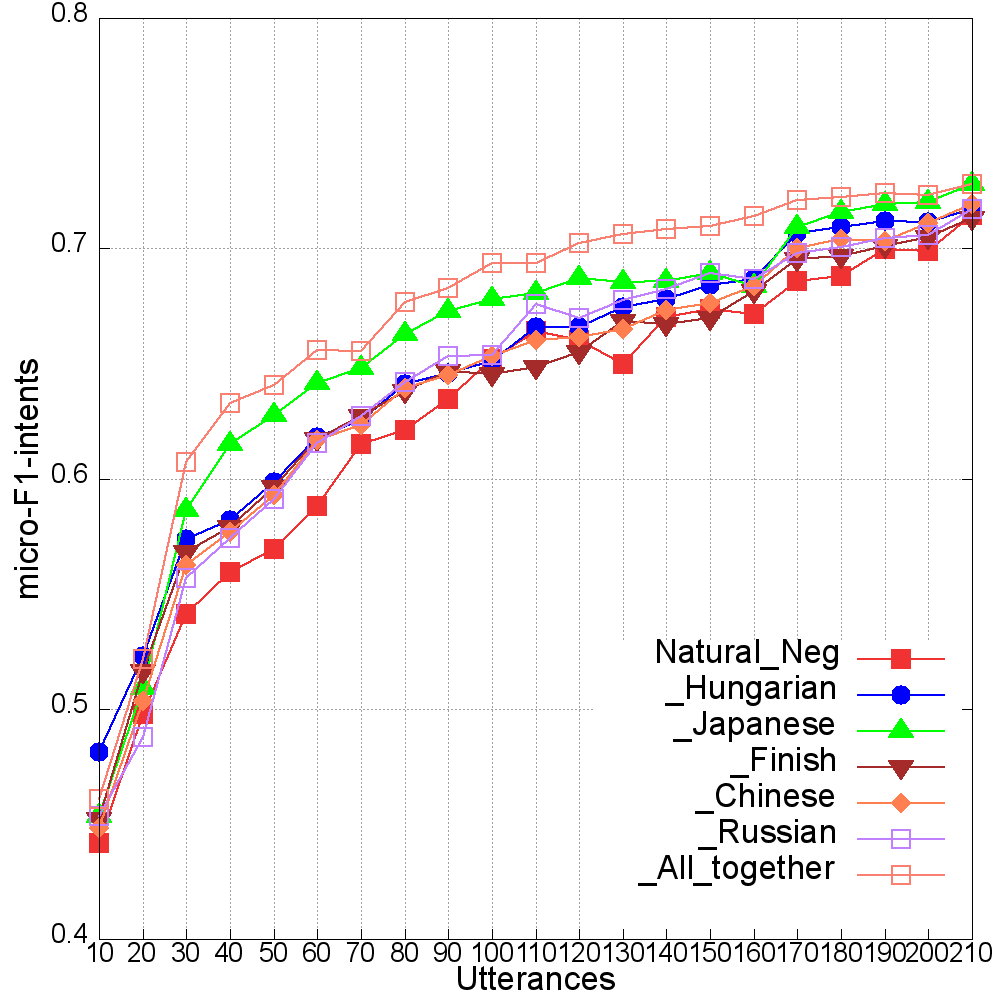 0.8
0.7
0.6
0.5
0.4
micro-F1-intents
Natural_Neg
_Hungarian
_Japanese
_Finish
_Chinese
_Russian
_All_together
10 20 30 40 50 60 70 80 90 100 110 120 130 140 150 160 170 180 190 200 210
Utterances